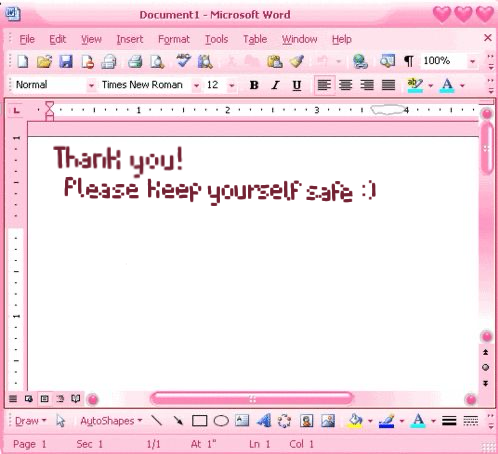 Document1 - Microsoft Word
File Edit View Insert Format Tools Table Window Help
100%
Normal Times New Roman 12 B I U ab A
L 1 2 3 4
Thank you!
Please keep yourself safe :)
Draw AutoShapes A A
Page 1 Sec 1 1/1 At 1" Ln 1 Col 1